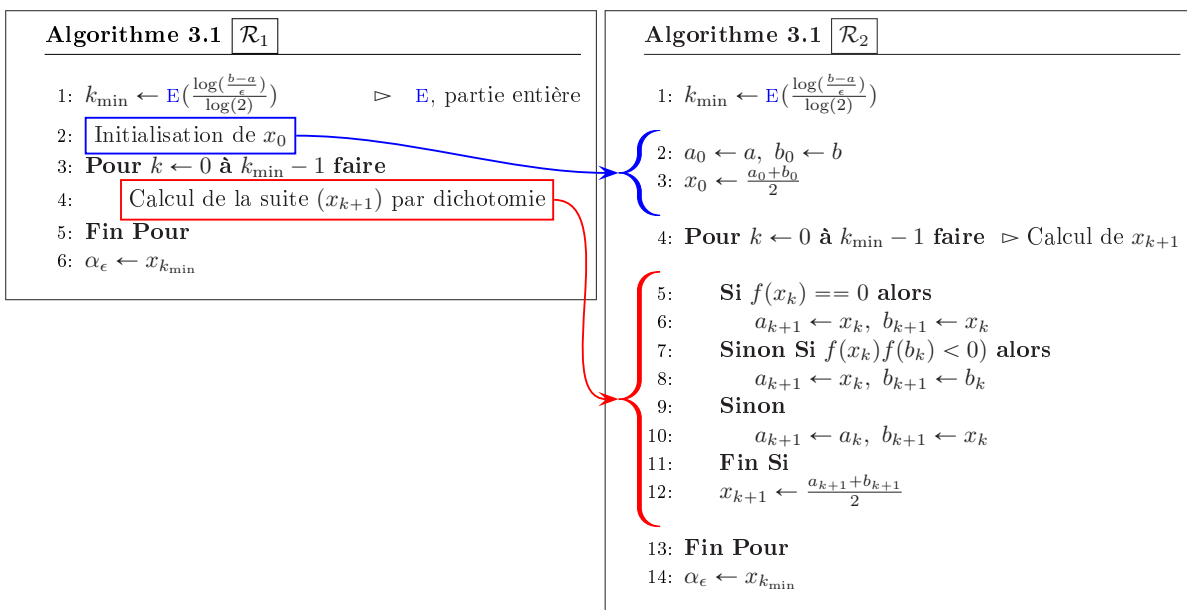 Algorithme 3.1 R₁
1: k_min ← E(log((b−a)/ϵ)/log(2)) ▷ E, partie entière
2: Initialisation de x₀
3: Pour k ← 0 à k_min − 1 faire
4: Calcul de la suite (x_{k+1}) par dichotomie
5: Fin Pour
6: α_ϵ ← x_{k_min}
Algorithme 3.1 R₂
1: k_min ← E(log((b−a)/ϵ)/log(2))
2: a₀ ← a, b₀ ← b
3: x₀ ← (a₀+b₀)/2
4: Pour k ← 0 à k_min − 1 faire ▷ Calcul de x_{k+1}
5: Si f(x_k) == 0 alors
6: a_{k+1} ← x_k, b_{k+1} ← x_k
7: Sinon Si f(x_k)f(b_k) < 0) alors
8: a_{k+1} ← x_k, b_{k+1} ← b_k
9: Sinon
10: a_{k+1} ← a_k, b_{k+1} ← x_k
11: Fin Si
12: x_{k+1} ← (a_{k+1}+b_{k+1})/2
13: Fin Pour
14: α_ϵ ← x_{k_min}